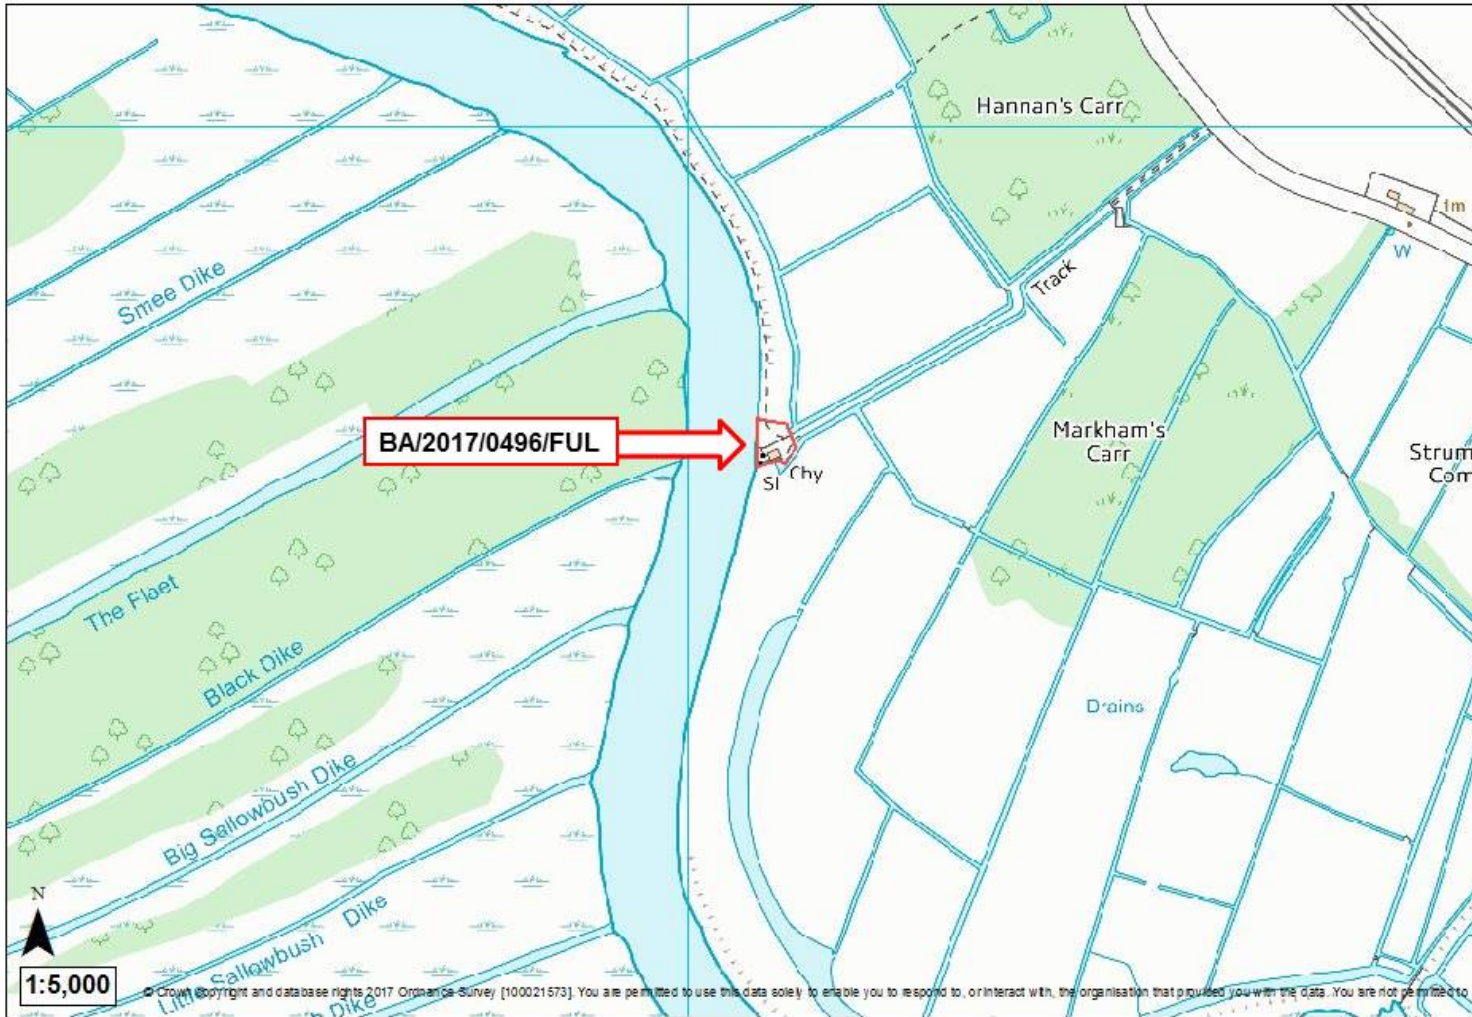 Hannan's Carr
1m
W
Track
Smee Dike
BA/2017/0496/FUL
Chy
Sl
Markham's
Carr
Strum
Com
The Fleet
Black Dike
Drains
Big Sallowbush Dike
Little Sallowbush Dike
h Dike
N
1:5,000
© Crown copyright and database rights 2017 Ordnance Survey [100021573]. You are permitted to use this data solely to enable you to respond to, or interact with, the organisation that provided you with the data. You are not permitted to